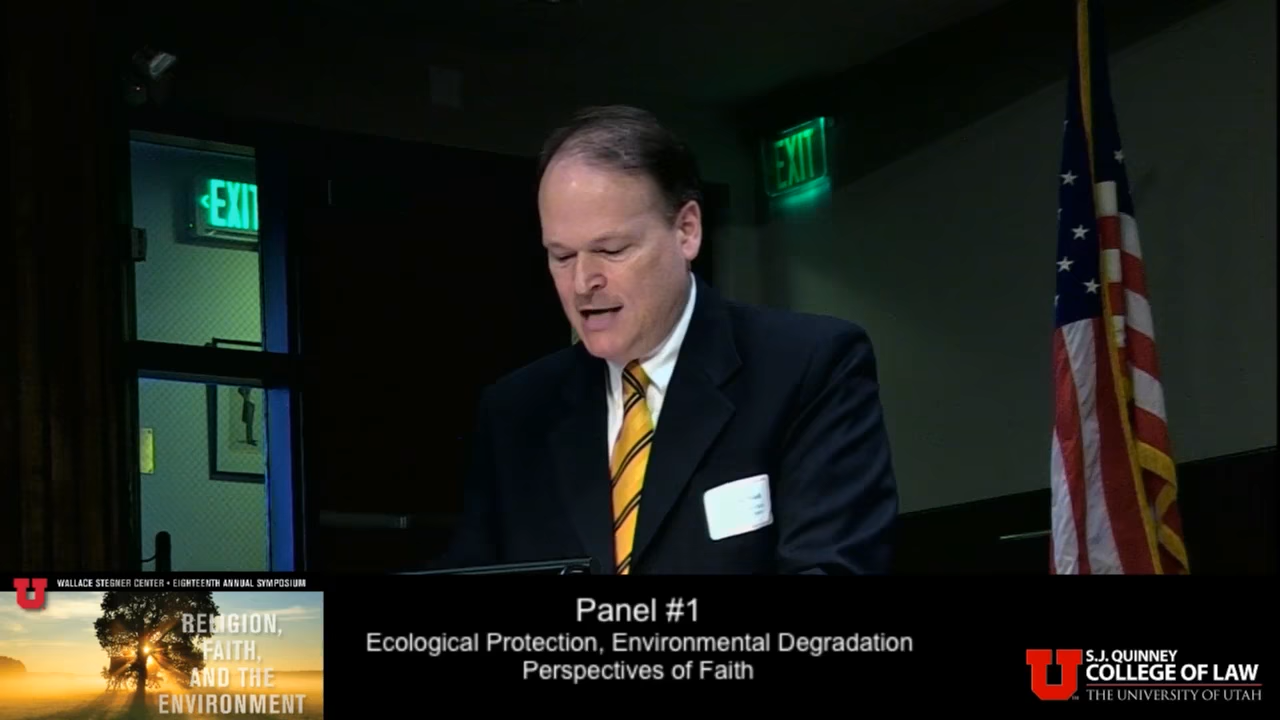 EXIT
EXIT
WALLACE STEGNER CENTER • EIGHTEENTH ANNUAL SYMPOSIUM
RELIGION,
FAITH,
AND THE
ENVIRONMENT
Panel #1
Ecological Protection, Environmental Degradation
Perspectives of Faith
U
S.J. QUINNEY
COLLEGE OF LAW
THE UNIVERSITY OF UTAH